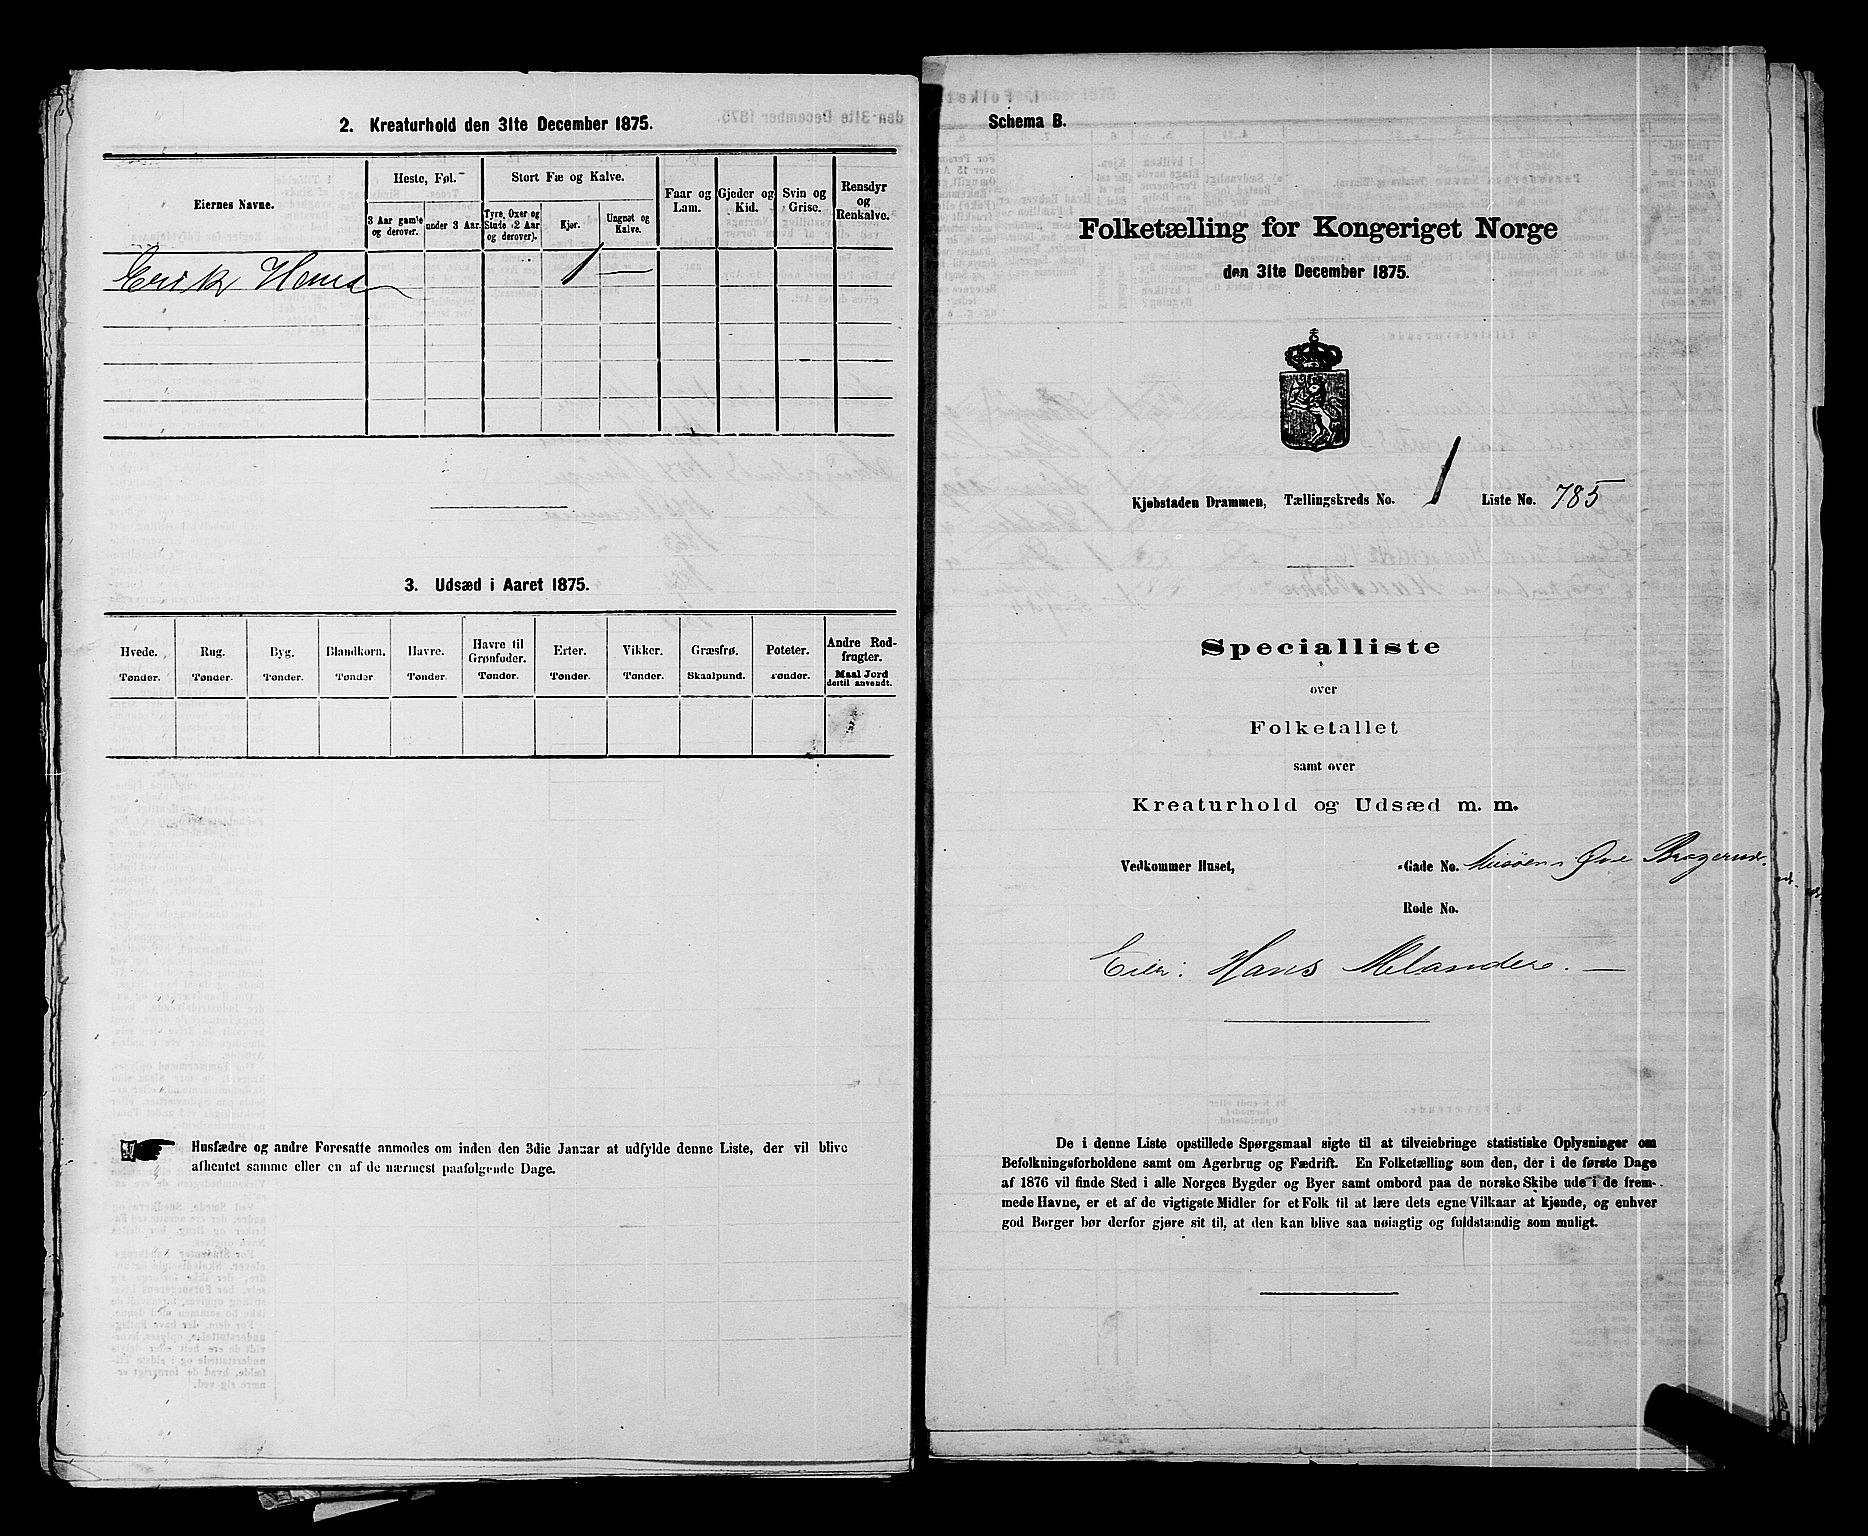 2. Kreaturhold den 31te December 1875.
Eiernes Navne.
Heste, Føl.
Stort Fæ og Kalve.
Faar og Lam.
Gjeder og Kid.
Svin og Grise.
Rensdyr og Renkalve.
3 Aar gamle og derover.
under 3 Aar.
Tyre, Oxer og Stude (2 Aar og derover).
Kjør.
Ungnøt og Kalve.
Erik 1 —
3. Udsæd i Aaret 1875.
Hvede. Tønder.
Rug. Tønder.
Byg. Tønder.
Blandkorn. Tønder
Havre. Tønder.
Havre til Grønfoder. Tønder.
Erter. Tønder.
Vikker. Tønder.
Græsfrø. Skaalpund.
Poteter. Tønder.
Andre Rodfrugter. Maal Jord dertil anvendt.
Husfædre og andre Foresatte anmodes om inden den 3die Januar at udfylde denne Liste, der vil blive
afhentet samme eller en af de nærmest paafølgende Dage.
Schema B.
Folketælling for Kongeriget Norge
den 31te December 1875.
Kjøbstaden Drammen, Tællingskreds No. 1 Liste No. 785
Specialliste
over
Folketallet
samt over
Kreaturhold og Udsæd m. m.
Vedkommer Huset, -Gade No. Øvre
Rode No.
Eier: Hans Melander. —
De i denne Liste opstillede Spørgsmaal sigte til at tilveiebringe statistiske Oplysninger om
Befolkningsforholdene samt om Agerbrug og Fædrift. En Folketælling som den, der i de første Dage
af 1876 vil finde Sted i alle Norges Bygder og Byer samt ombord paa de norske Skibe ude i de frem-
mede Havne, er et af de vigtigste Midler for et Folk til at lære dets egne Vilkaar at kjende, og enhver
god Borger bør derfor gjøre sit til, at den kan blive saa nøiagtig og fuldstændig som muligt.